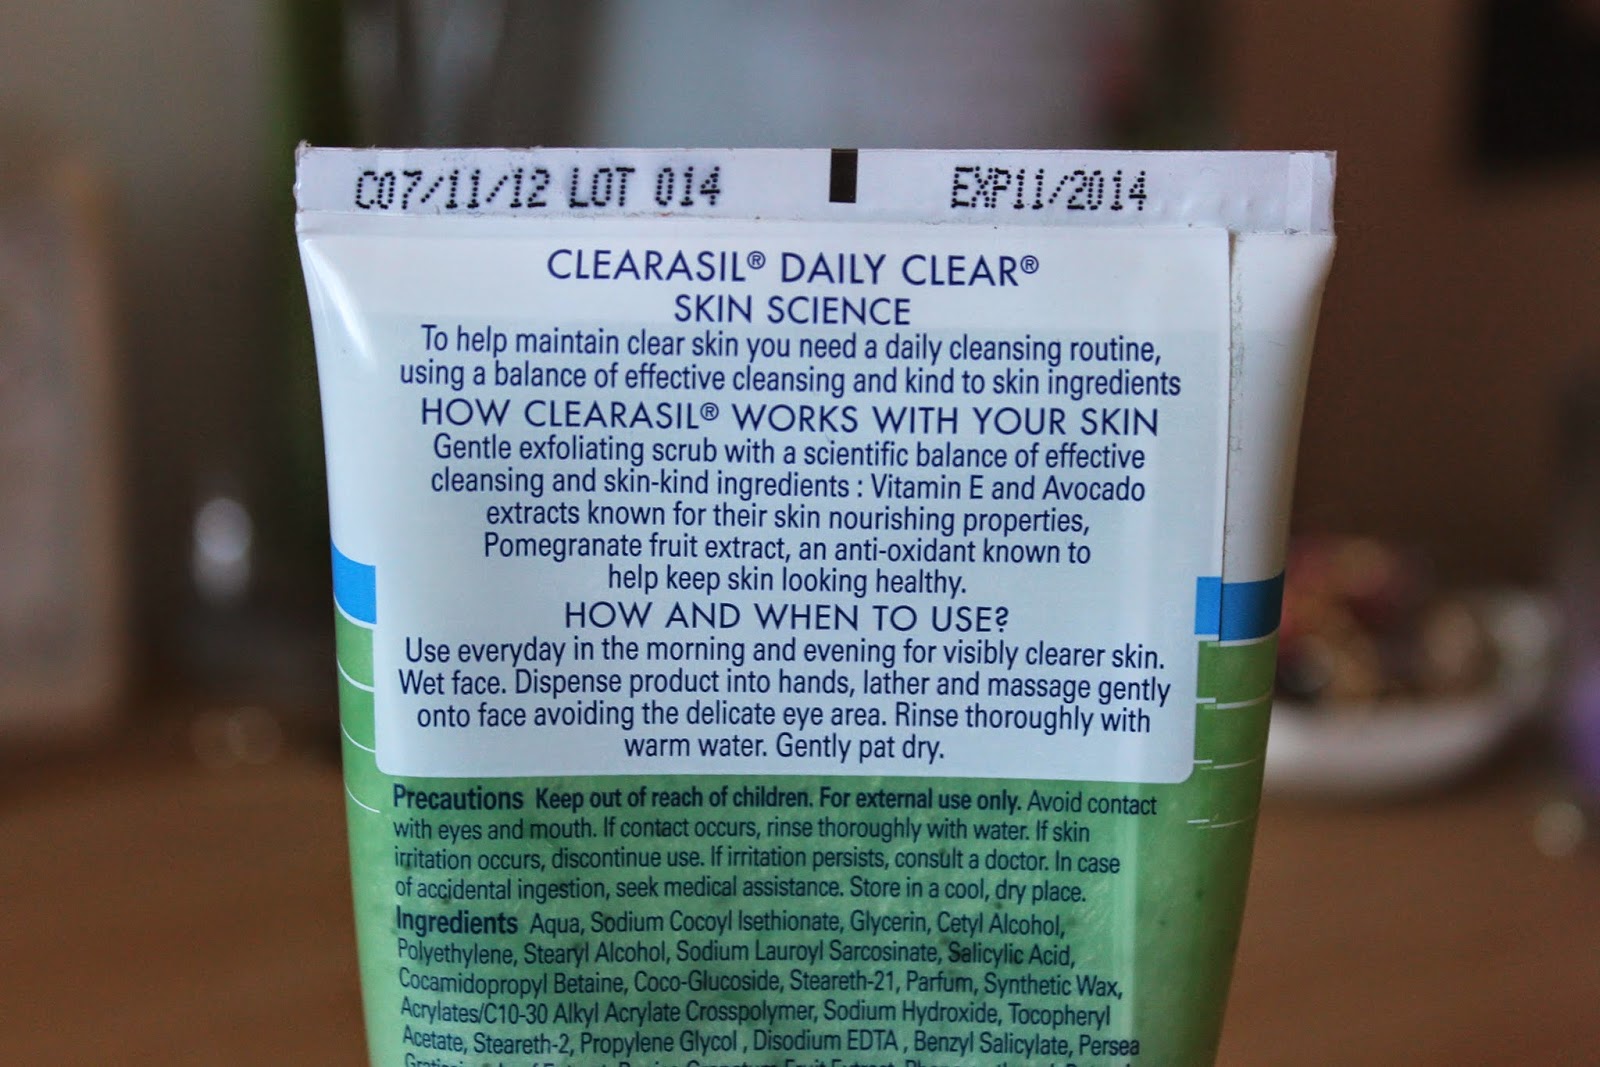 C07/11/12 LOT 014 EXP11/2014
CLEARASIL® DAILY CLEAR®
SKIN SCIENCE
To help maintain clear skin you need a daily cleansing routine,
using a balance of effective cleansing and kind to skin ingredients
HOW CLEARASIL® WORKS WITH YOUR SKIN
Gentle exfoliating scrub with a scientific balance of effective
cleansing and skin-kind ingredients : Vitamin E and Avocado
extracts known for their skin nourishing properties,
Pomegranate fruit extract, an anti-oxidant known to
help keep skin looking healthy.
HOW AND WHEN TO USE?
Use everyday in the morning and evening for visibly clearer skin.
Wet face. Dispense product into hands, lather and massage gently
onto face avoiding the delicate eye area. Rinse thoroughly with
warm water. Gently pat dry.
Precautions Keep out of reach of children. For external use only. Avoid contact
with eyes and mouth. If contact occurs, rinse thoroughly with water. If skin
irritation occurs, discontinue use. If irritation persists, consult a doctor. In case
of accidental ingestion, seek medical assistance. Store in a cool, dry place.
Ingredients Aqua, Sodium Cocoyl Isethionate, Glycerin, Cetyl Alcohol,
Polyethylene, Stearyl Alcohol, Sodium Lauroyl Sarcosinate, Salicylic Acid,
Cocamidopropyl Betaine, Coco-Glucoside, Steareth-21, Parfum, Synthetic Wax,
Acrylates/C10-30 Alkyl Acrylate Crosspolymer, Sodium Hydroxide, Tocopheryl
Acetate, Steareth-2, Propylene Glycol , Disodium EDTA , Benzyl Salicylate, Persea